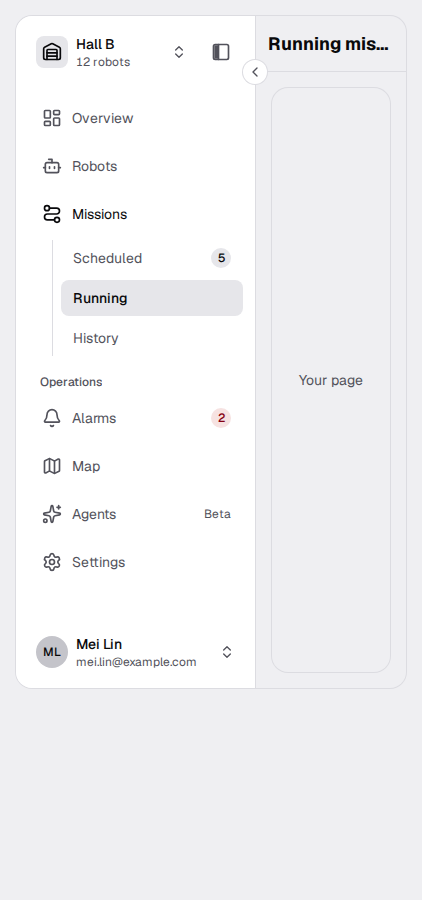 Hall B
12 robots
Running mis...
Overview
Robots
Missions
Scheduled 5
Running
History
Operations
Alarms 2
Map
Agents Beta
Settings
Your page
ML
Mei Lin
mei.lin@example.com